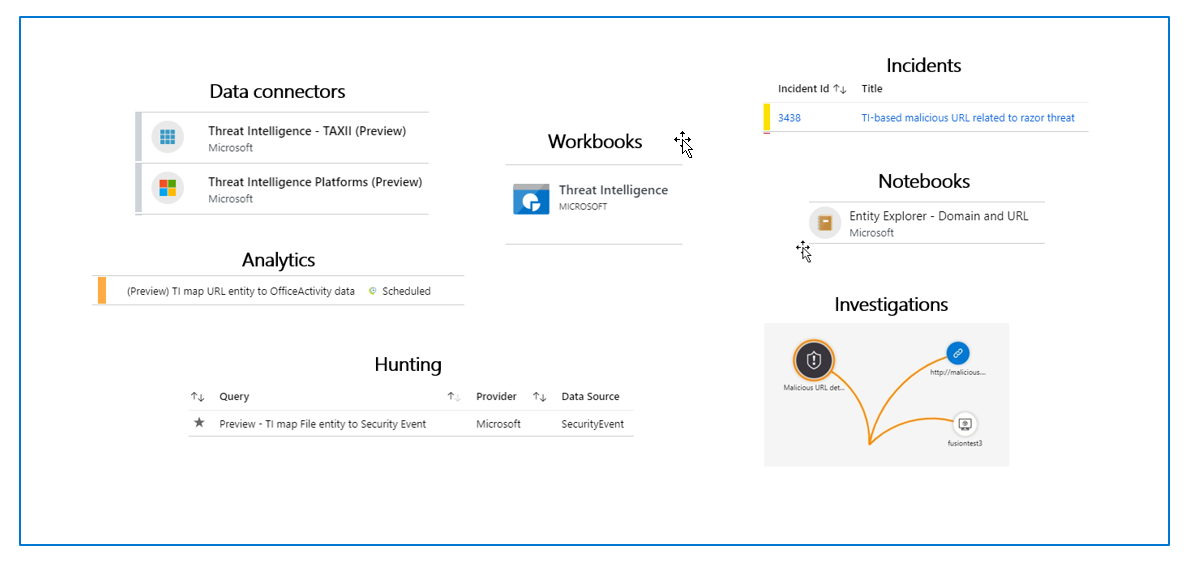 Data connectors
Threat Intelligence - TAXII (Preview)
Microsoft
Threat Intelligence Platforms (Preview)
Microsoft
Analytics
(Preview) TI map URL entity to OfficeActivity data Scheduled
Hunting
Query Provider Data Source
Preview - TI map File entity to Security Event Microsoft SecurityEvent
Workbooks
Threat Intelligence
MICROSOFT
Incidents
Incident Id Title
3438 TI-based malicious URL related to razor threat
Notebooks
Entity Explorer - Domain and URL
Microsoft
Investigations
Malicious URL det...
http://malicious...
fusiontest3